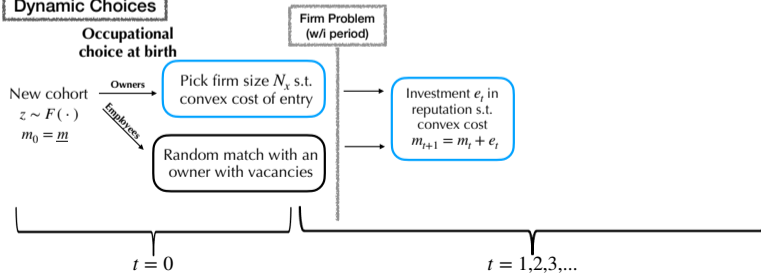 Dynamic Choices
Occupational
choice at birth
Firm Problem
(w/i period)
New cohort
z ~ F( · )
m₀ = m̲
Owners
Employees
Pick firm size Nₓ s.t.
convex cost of entry
Random match with an
owner with vacancies
Investment eₜ in
reputation s.t.
convex cost
mₜ₊₁ = mₜ + eₜ
t = 0
t = 1,2,3,...